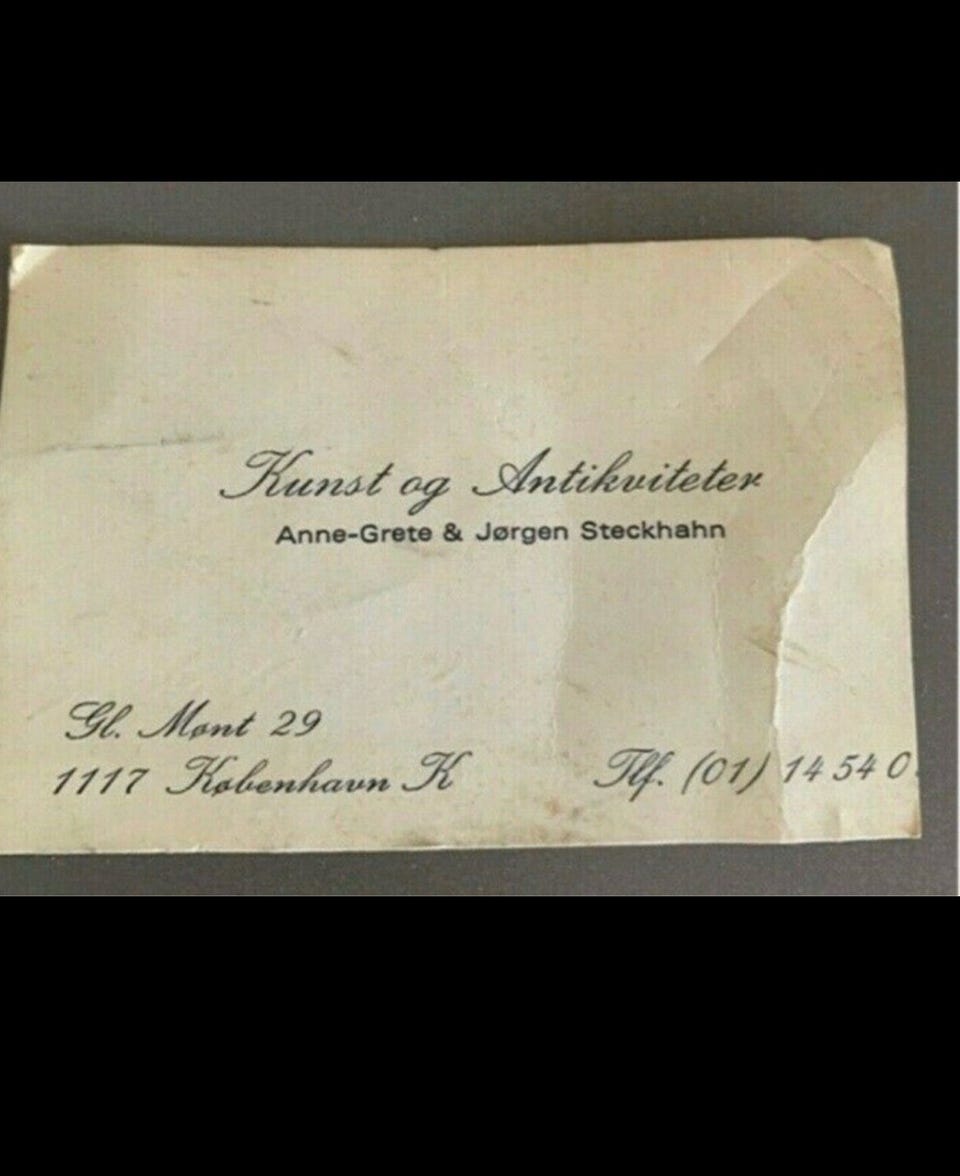 Kunst og Antikviteter
Anne-Grete & Jørgen Steckhahn
Gl. Mønt 29
1117 København K
Tlf. (01) 14 54 0